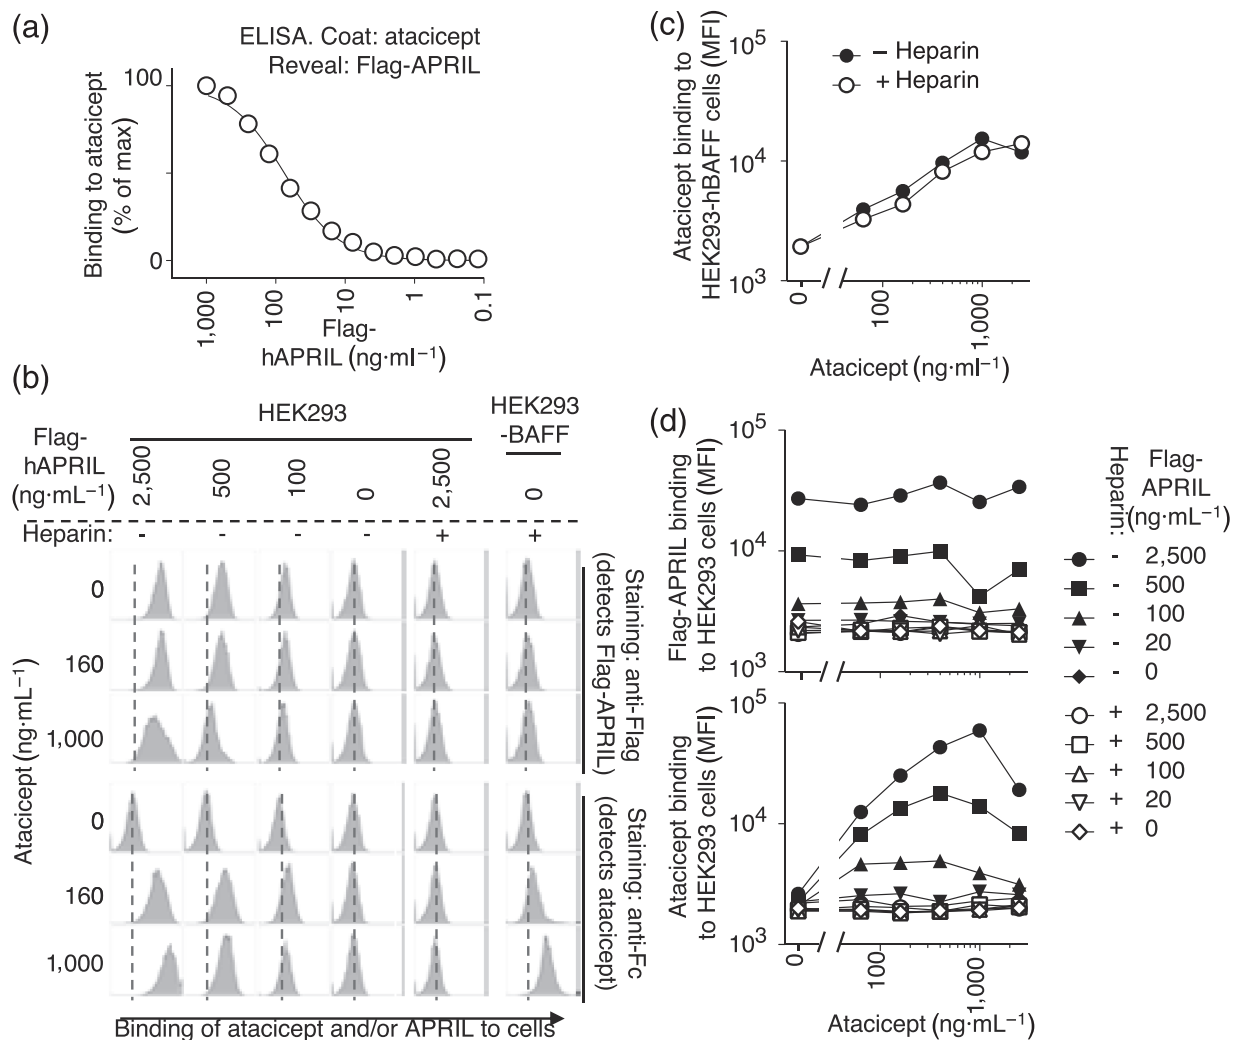 (a)
ELISA. Coat: atacicept
Reveal: Flag-APRIL
Binding to atacicept
(% of max)
100
0
1,000
100
10
1
0.1
Flag-
hAPRIL (ng·ml⁻¹)
(b)
HEK293
HEK293
-BAFF
Flag-
hAPRIL
(ng·mL⁻¹)
2,500
500
100
0
2,500
0
Heparin: - - - - + +
Atacicept (ng·mL⁻¹)
0
160
1,000
0
160
1,000
Staining: anti-Flag
(detects Flag-APRIL)
Staining: anti-Fc
(detects atacicept)
Binding of atacicept and/or APRIL to cells
(c)
Atacicept binding to
HEK293-hBAFF cells (MFI)
10⁵
10⁴
10³
− Heparin
+ Heparin
0
100
1,000
Atacicept (ng·ml⁻¹)
(d)
Flag-APRIL binding
to HEK293 cells (MFI)
10⁵
10⁴
10³
Atacicept binding
to HEK293 cells (MFI)
10⁵
10⁴
10³
0
100
1,000
Atacicept (ng·mL⁻¹)
Heparin:
Flag-
APRIL
(ng·mL⁻¹)
- 2,500
- 500
- 100
- 20
- 0
+ 2,500
+ 500
+ 100
+ 20
+ 0